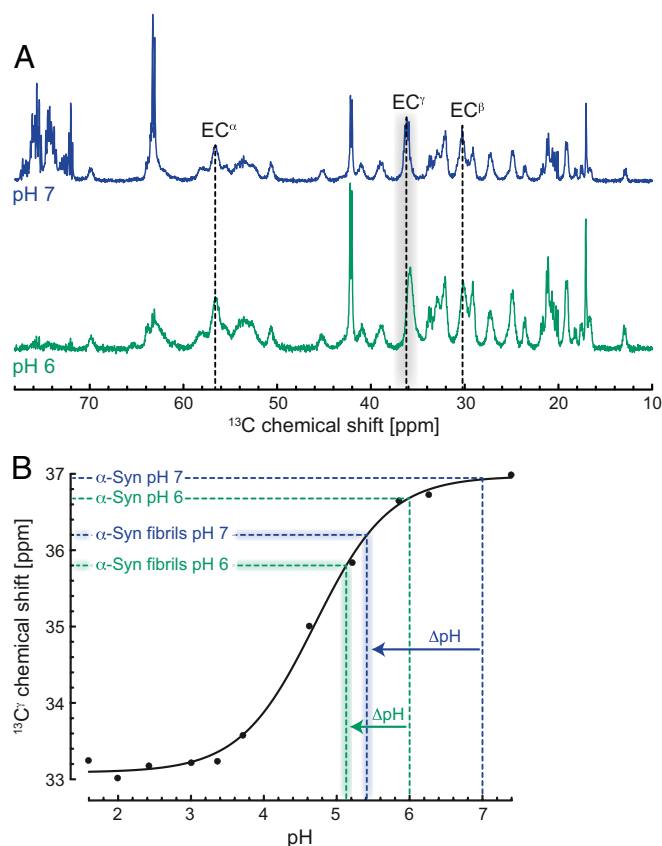 A
ECᵅ
ECᵞ
ECᵝ
pH 7
pH 6
70 60 50 40 30 20 10
¹³C chemical shift [ppm]
B
37
36
35
34
33
¹³Cᵞ chemical shift [ppm]
α-Syn pH 7
α-Syn pH 6
α-Syn fibrils pH 7
α-Syn fibrils pH 6
ΔpH
ΔpH
2 3 4 5 6 7
pH